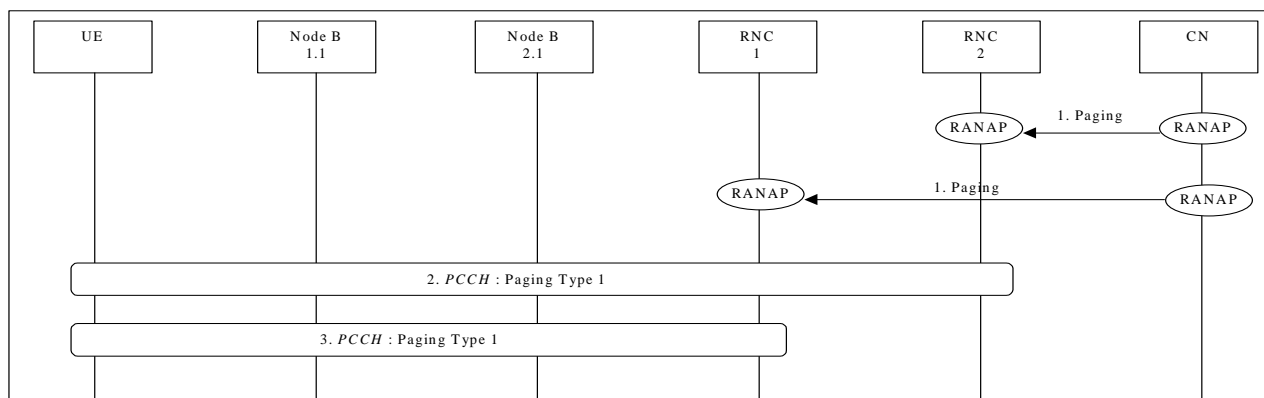 UE
Node B
1.1
Node B
2.1
RNC
1
RNC
2
CN
1. Paging
RANAP
RANAP
1. Paging
RANAP
RANAP
2. PCCH : Paging Type 1
3. PCCH : Paging Type 1